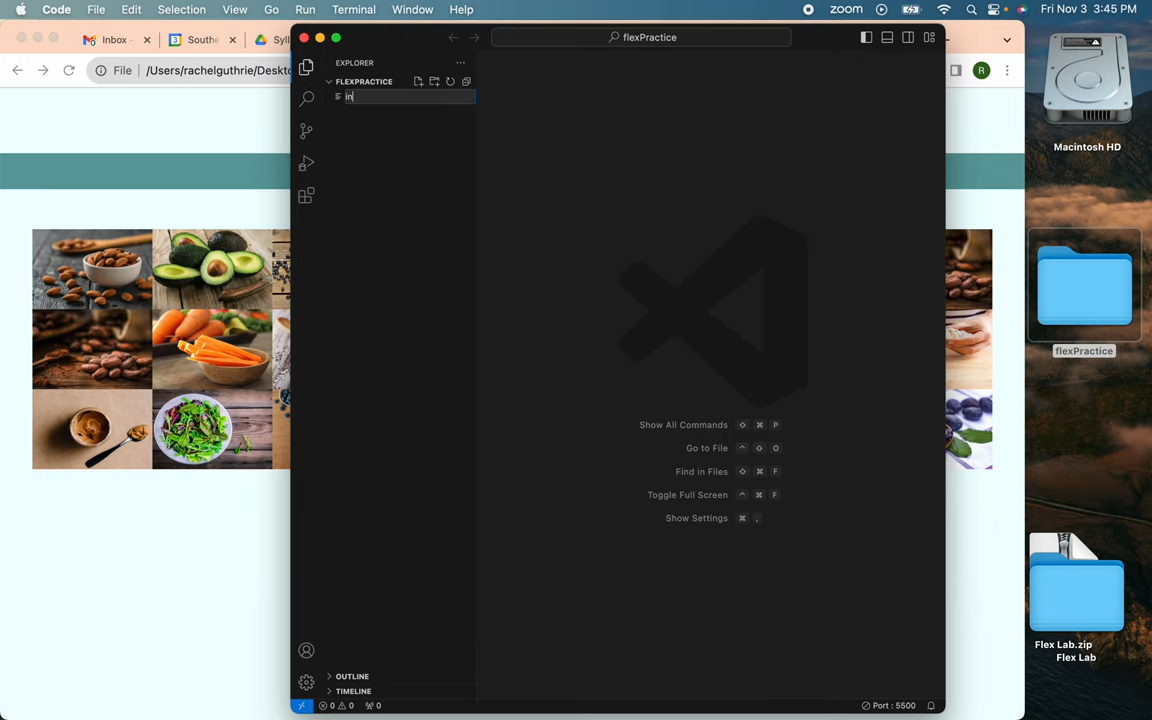 Code File Edit Selection View Go Run Terminal Window Help zoom Fri Nov 3 3:45 PM
Inbox - Southe Syll
flexPractice
File /Users/rachelguthrie/Deskto R
EXPLORER
FLEXPRACTICE
in
Macintosh HD
flexPractice
Show All Commands ⇧ ⌘ P
Go to File ^ ⇧ O
Find in Files ⇧ ⌘ F
Toggle Full Screen ^ ⌘ F
Show Settings ⌘ ,
Flex Lab.zip
Flex Lab
OUTLINE
TIMELINE
0 0 0 Port : 5500